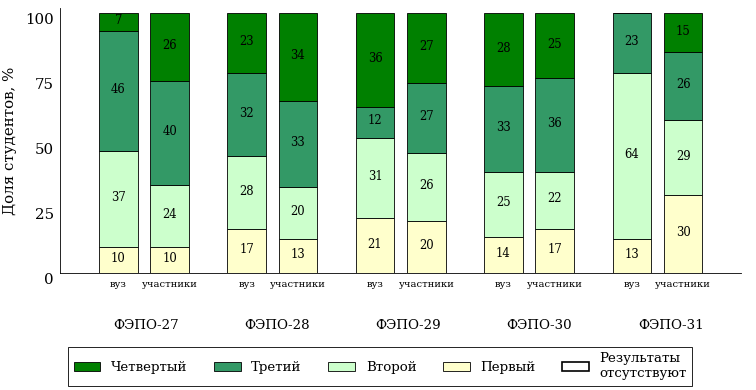 100
75
50
25
0
Доля студентов, %
7 26 23 34 36 27 28 25 23 15
46 40 32 33 12 27 33 36 64 26
37 24 28 20 31 26 25 22 13 29
10 10 17 13 21 20 14 17 30
вуз участники вуз участники вуз участники вуз участники вуз участники
ФЭПО-27 ФЭПО-28 ФЭПО-29 ФЭПО-30 ФЭПО-31
Четвертый Третий Второй Первый Результаты
отсутствуют